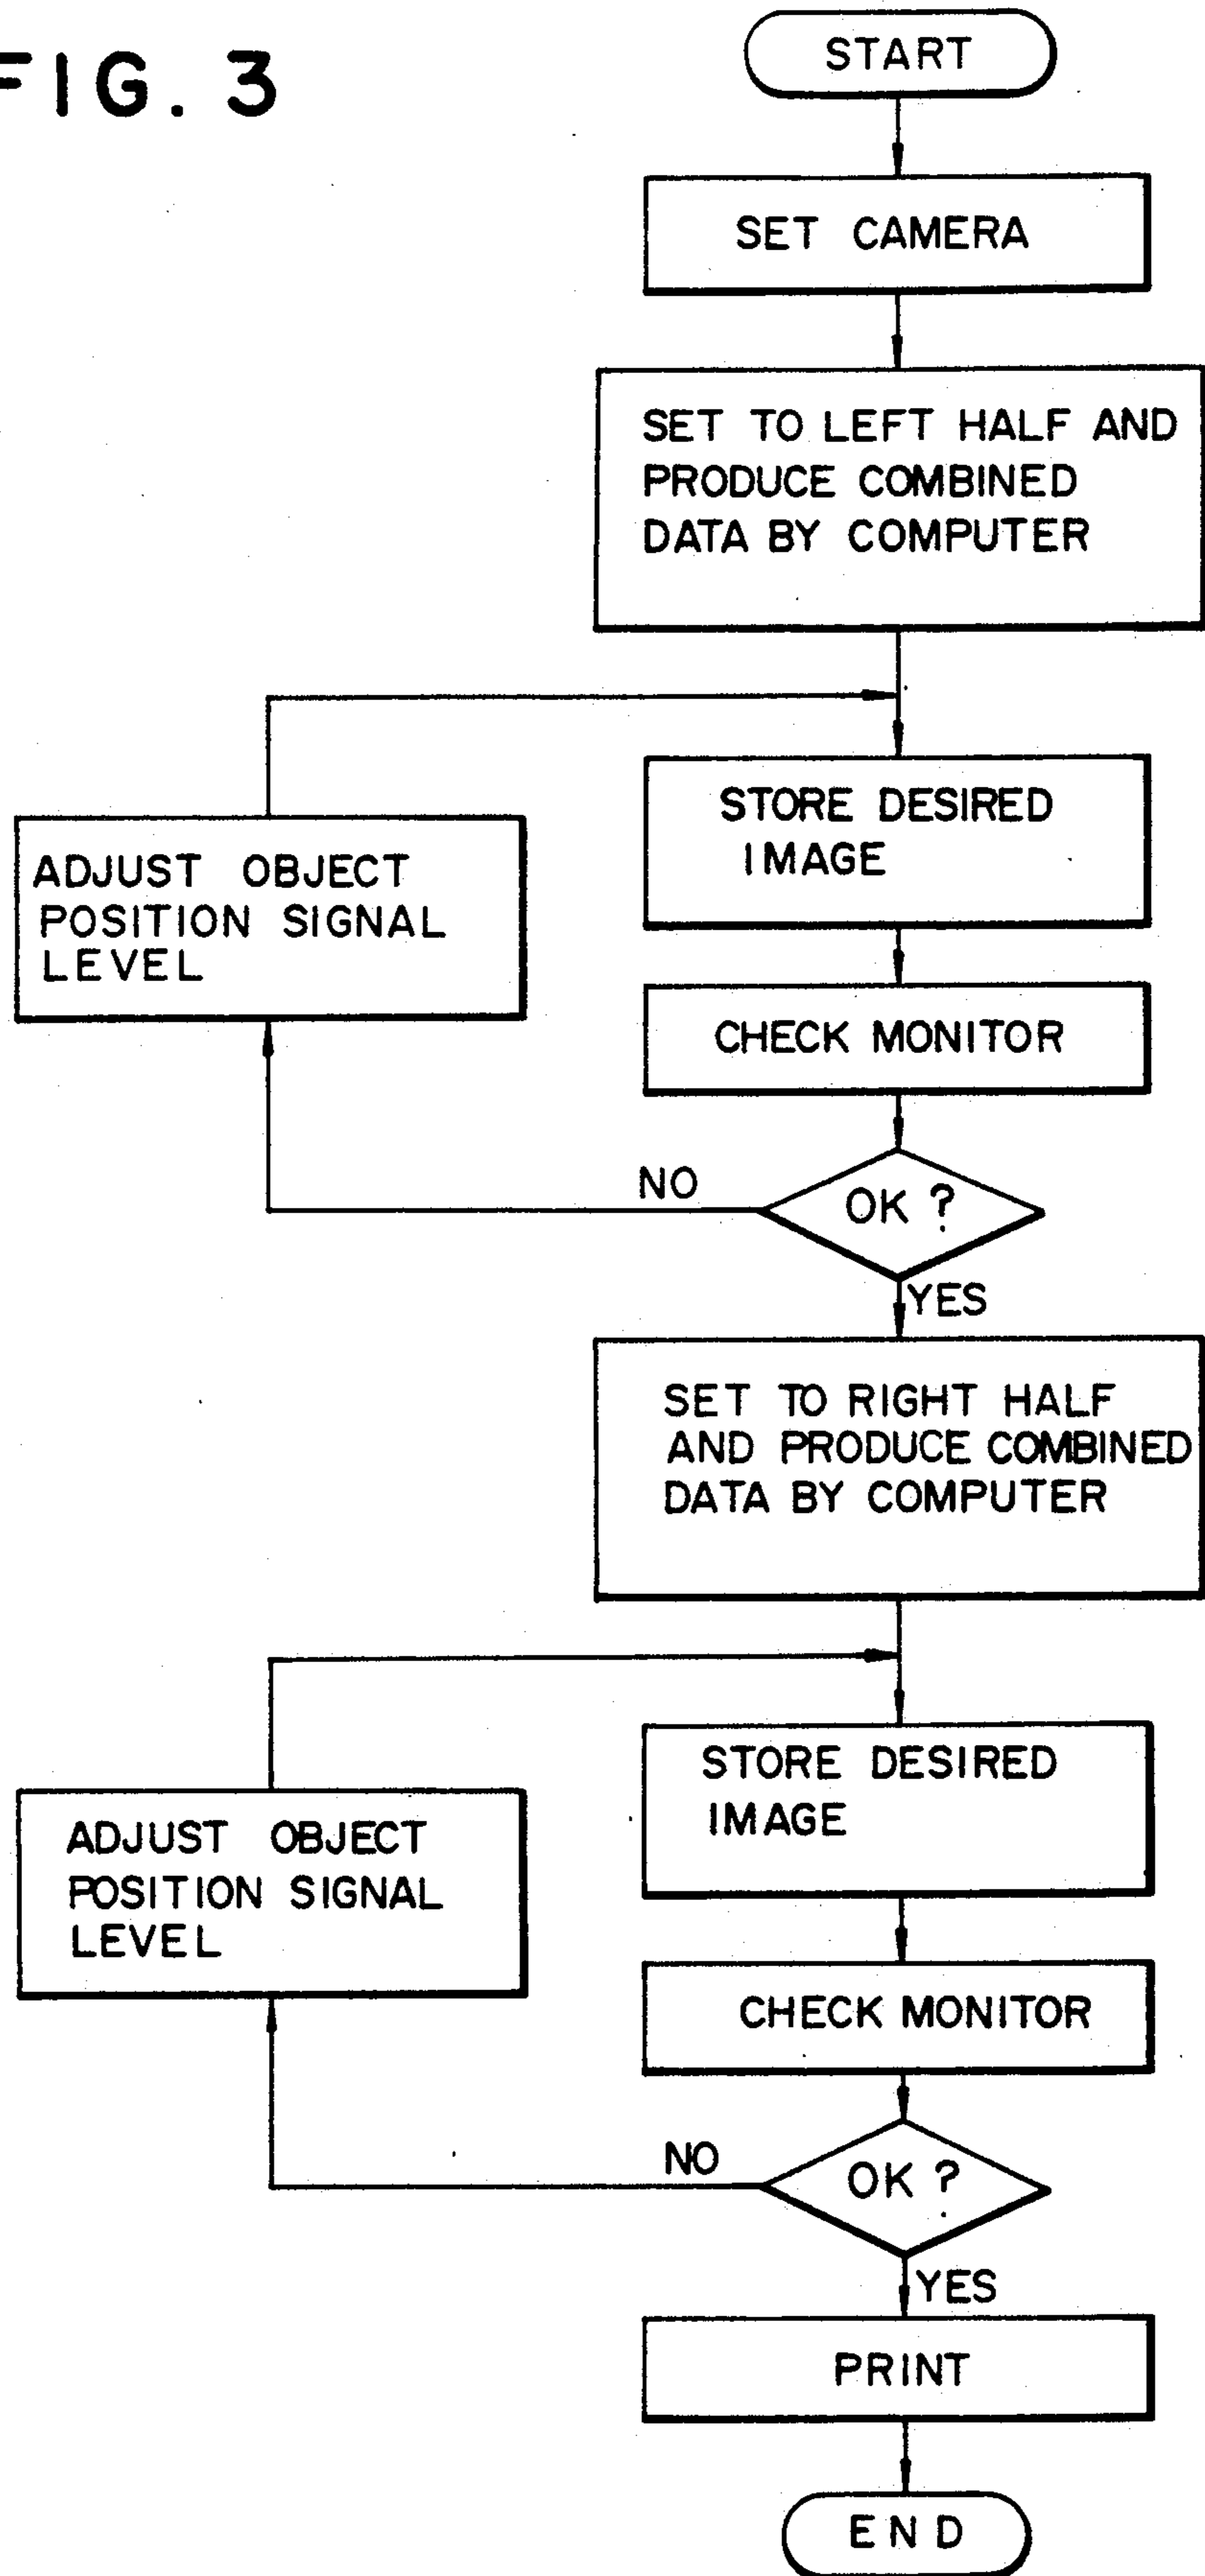 FIG. 3
START
SET CAMERA
SET TO LEFT HALF AND
PRODUCE COMBINED
DATA BY COMPUTER
STORE DESIRED
IMAGE
ADJUST OBJECT
POSITION SIGNAL
LEVEL
CHECK MONITOR
NO
OK ?
YES
SET TO RIGHT HALF
AND PRODUCE COMBINED
DATA BY COMPUTER
STORE DESIRED
IMAGE
ADJUST OBJECT
POSITION SIGNAL
LEVEL
CHECK MONITOR
NO
OK ?
YES
PRINT
END